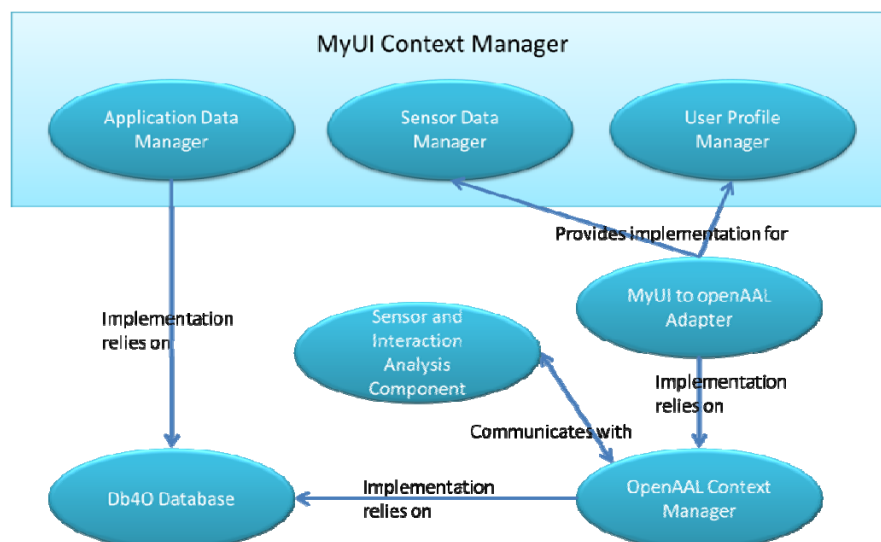 MyUI Context Manager
Application Data
Manager
Sensor Data
Manager
User Profile
Manager
Provides implementation for
MyUI to openAAL
Adapter
Implementation
relies on
Sensor and
Interaction
Analysis
Component
Implementation
relies on
Communicates with
Db4O Database
Implementation
relies on
OpenAAL Context
Manager